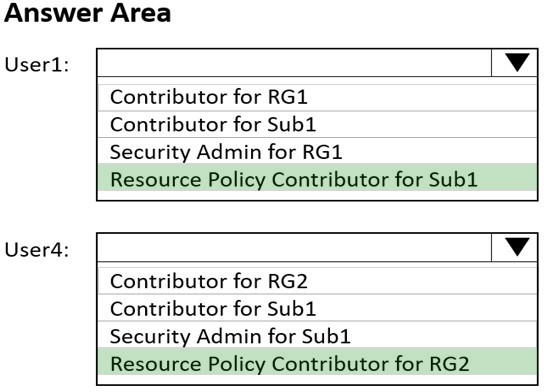 Answer Area
User1:
Contributor for RG1
Contributor for Sub1
Security Admin for RG1
Resource Policy Contributor for Sub1
User4:
Contributor for RG2
Contributor for Sub1
Security Admin for Sub1
Resource Policy Contributor for RG2